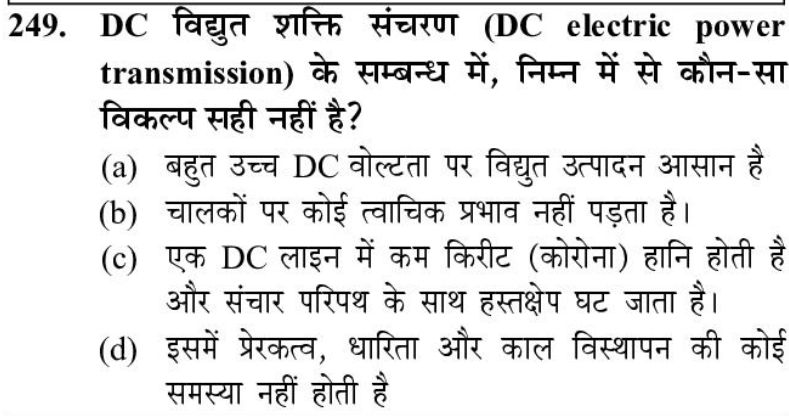 249. DC विद्युत शक्ति संचरण (DC electric power
transmission) के सम्बन्ध में, निम्न में से कौन-सा
विकल्प सही नहीं है?
(a) बहुत उच्च DC वोल्टता पर विद्युत उत्पादन आसान है
(b) चालकों पर कोई त्वाचिक प्रभाव नहीं पड़ता है।
(c) एक DC लाइन में कम किरीट (कोरोना) हानि होती है
और संचार परिपथ के साथ हस्तक्षेप घट जाता है।
(d) इसमें प्रेरकत्व, धारिता और काल विस्थापन की कोई
समस्या नहीं होती है